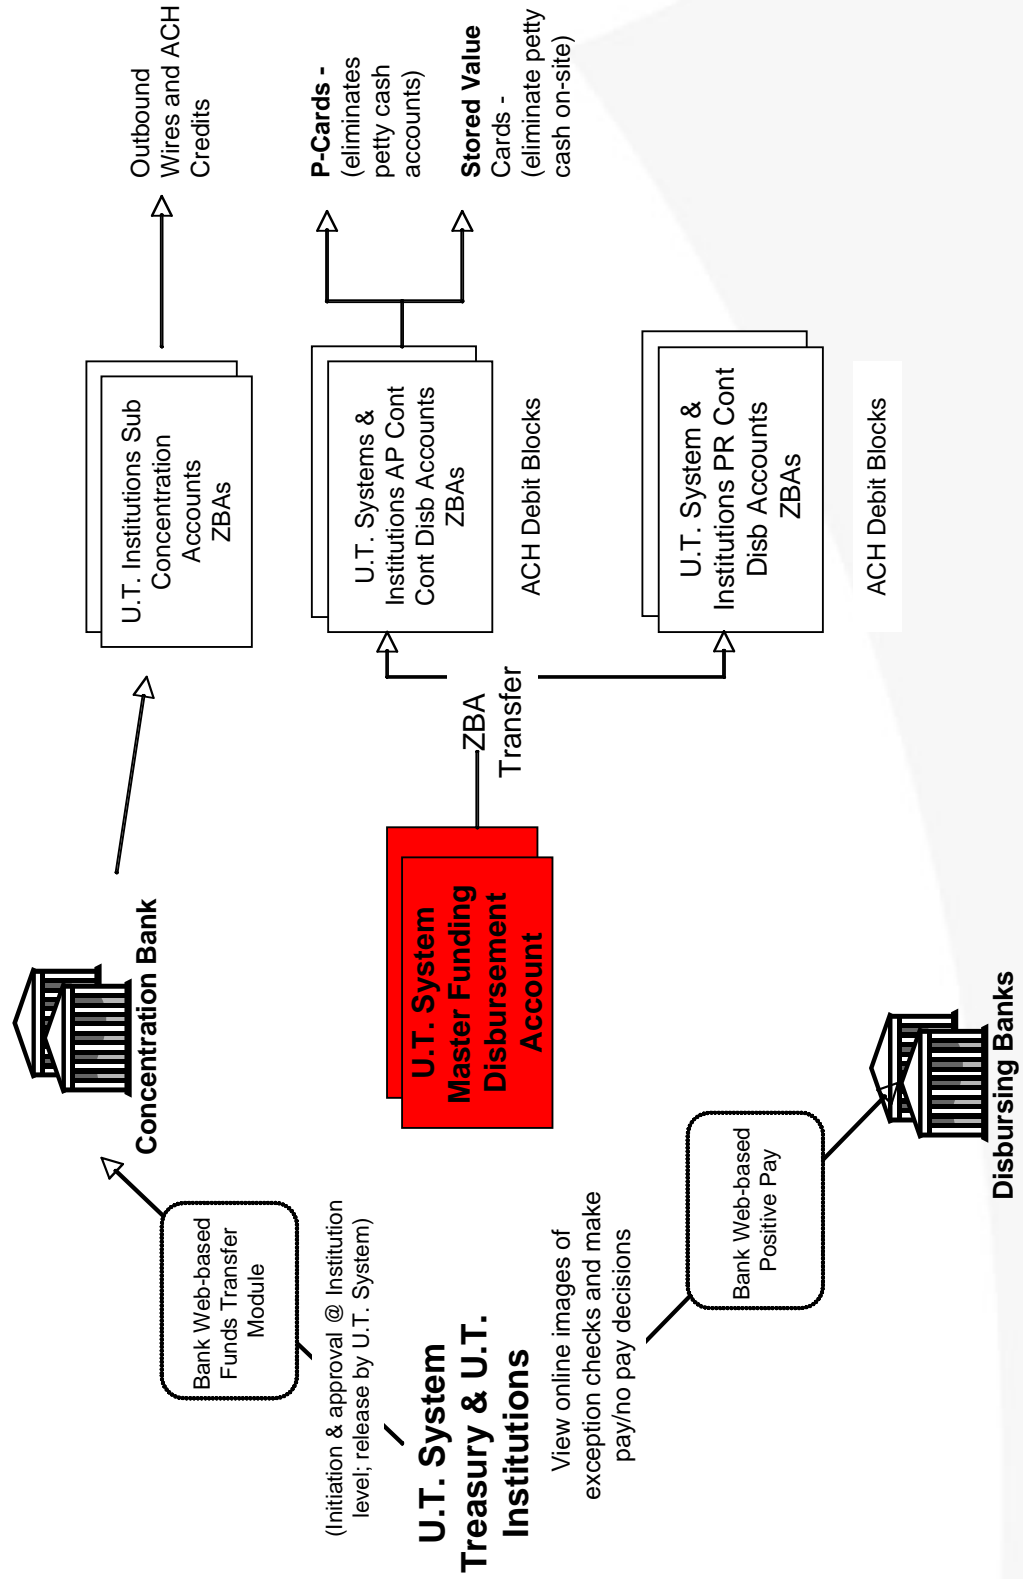 Bank Web-based
Funds Transfer
Module
(Initiation & approval @ Institution
level; release by U.T. System)
U.T. System
Treasury & U.T.
Institutions
View online images of
exception checks and make
pay/no pay decisions
Bank Web-based
Positive Pay
Concentration Bank
U.T. System
Master Funding
Disbursement
Account
Disbursing Banks
ZBA
Transfer
U.T. Institutions Sub
Concentration
Accounts
ZBAs
U.T. Systems &
Institutions AP Cont
Cont Disb Accounts
ZBAs
ACH Debit Blocks
U.T. System &
Institutions PR Cont
Disb Accounts
ZBAs
ACH Debit Blocks
Outbound
Wires and ACH
Credits
P-Cards -
(eliminates
petty cash
accounts)
Stored Value
Cards -
(eliminate petty
cash on-site)